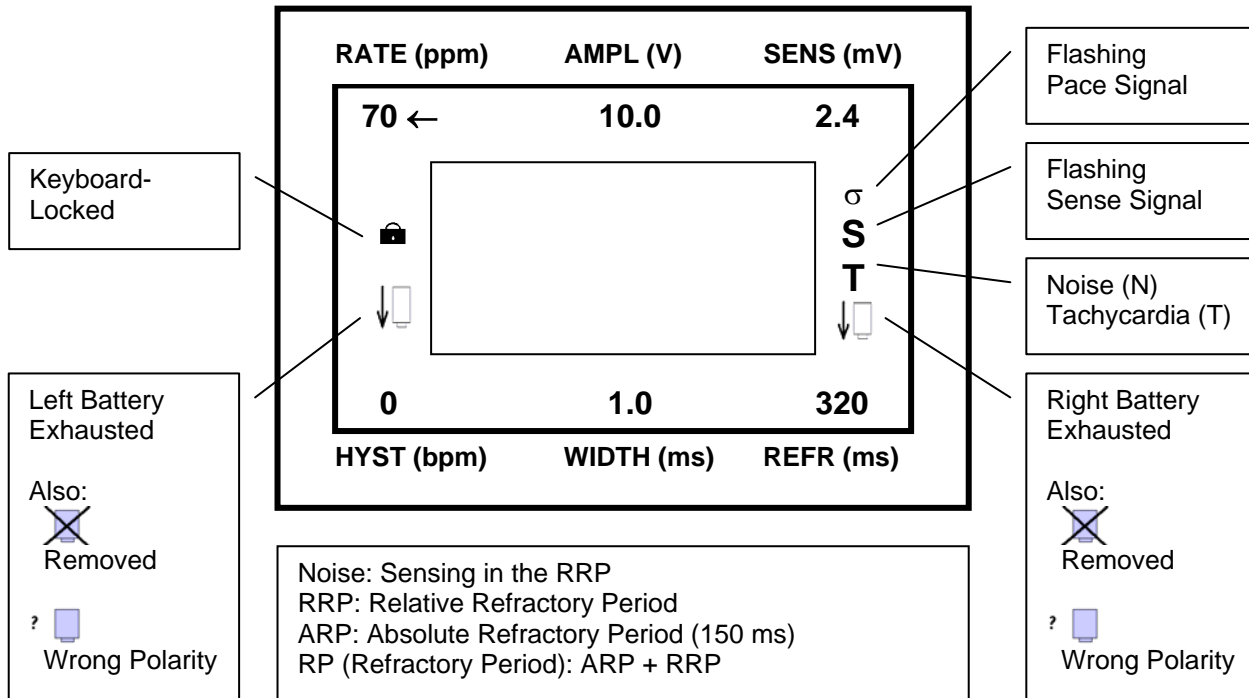 RATE (ppm) AMPL (V) SENS (mV)
70 ← 10.0 2.4
σ
S
T
0 1.0 320
HYST (bpm) WIDTH (ms) REFR (ms)
Keyboard-
Locked
Left Battery
Exhausted
Also:
Removed
?
Wrong Polarity
Flashing
Pace Signal
Flashing
Sense Signal
Noise (N)
Tachycardia (T)
Right Battery
Exhausted
Also:
Removed
?
Wrong Polarity
Noise: Sensing in the RRP
RRP: Relative Refractory Period
ARP: Absolute Refractory Period (150 ms)
RP (Refractory Period): ARP + RRP